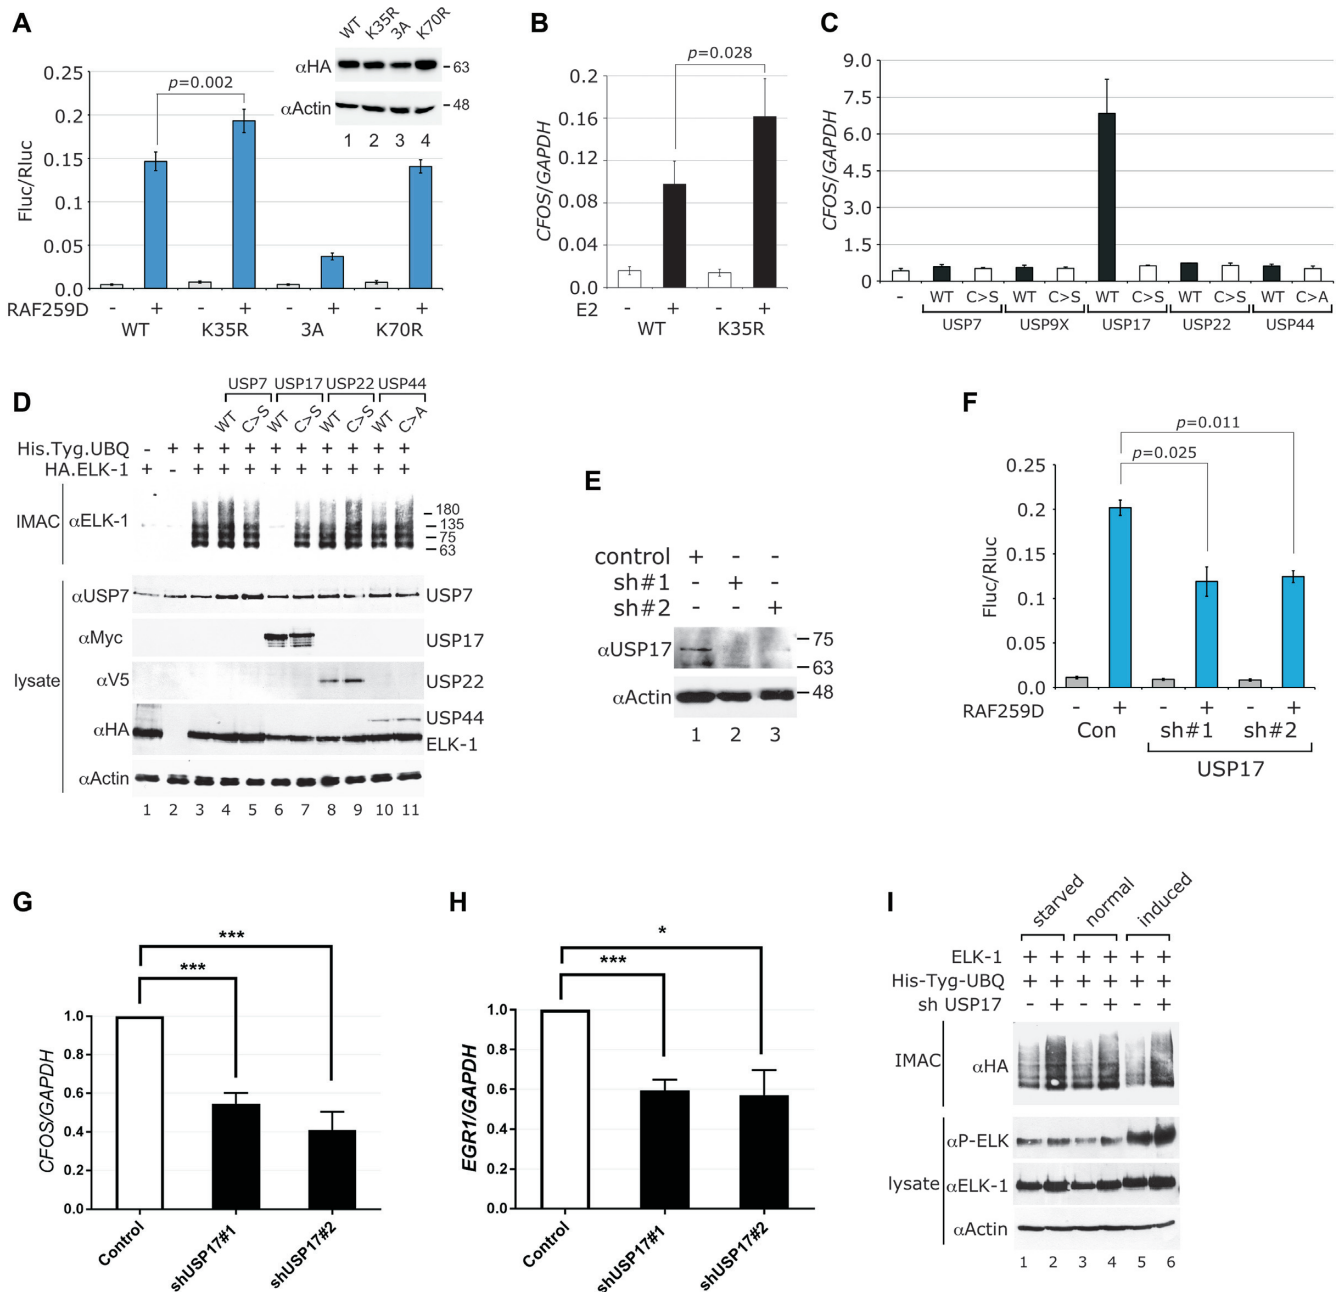 A
WT K35R 3A K70R
αHA
63
αActin
48
1 2 3 4
p=0.002
0.25
0.2
0.15
0.1
0.05
0.0
Fluc/Rluc
RAF259D - + - + - + - +
WT K35R 3A K70R
B
p=0.028
0.2
0.16
0.12
0.08
0.04
0
CFOS/GAPDH
E2 - + - +
WT K35R
C
9.0
7.5
6.0
4.5
3.0
1.5
0
CFOS/GAPDH
- WT C>S WT C>S WT C>S WT C>S WT C>A
USP7 USP9X USP17 USP22 USP44
D
USP7 USP17 USP22 USP44
WT C>S WT C>S WT C>S WT C>A
His.Tyg.UBQ - + + + + + + + + + +
HA.ELK-1 + - + + + + + + + + +
IMAC αELK-1
180
135
75
63
αUSP7 USP7
αMyc USP17
lysate αV5 USP22
αHA USP44
ELK-1
αActin
1 2 3 4 5 6 7 8 9 10 11
E
control + - -
sh#1 - + -
sh#2 - - +
αUSP17
75
63
αActin
48
1 2 3
F
p=0.011
p=0.025
0.25
0.2
0.15
0.1
0.05
0.0
Fluc/Rluc
RAF259D - + - + - +
Con sh#1 sh#2
USP17
G
***
***
1.0
0.8
0.6
0.4
0.2
0.0
CFOS/GAPDH
Control shUSP17#1 shUSP17#2
H
*
***
1.0
0.8
0.6
0.4
0.2
0.0
EGR1/GAPDH
Control shUSP17#1 shUSP17#2
I
starved normal induced
ELK-1 + + + + + +
His-Tyg-UBQ + + + + + +
sh USP17 - + - + - +
IMAC αHA
αP-ELK
lysate αELK-1
αActin
1 2 3 4 5 6